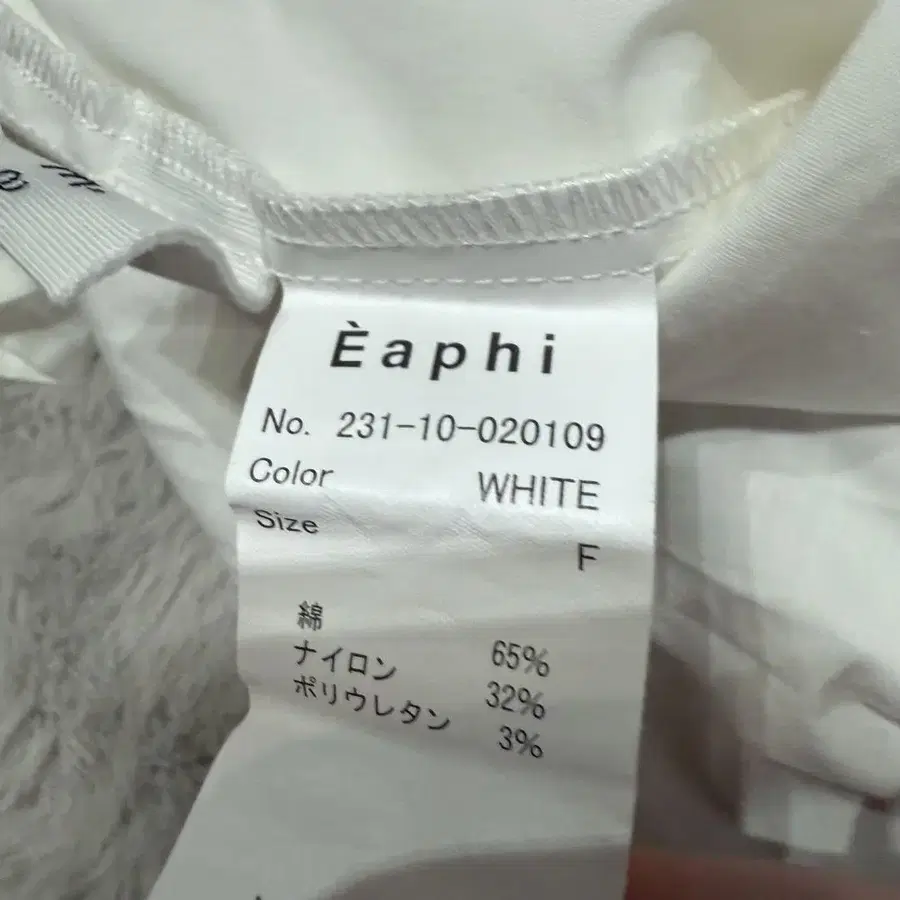 Èaphi
No. 231-10-020109
Color WHITE
Size F
綿 65%
ナイロン 32%
ポリウレタン 3%